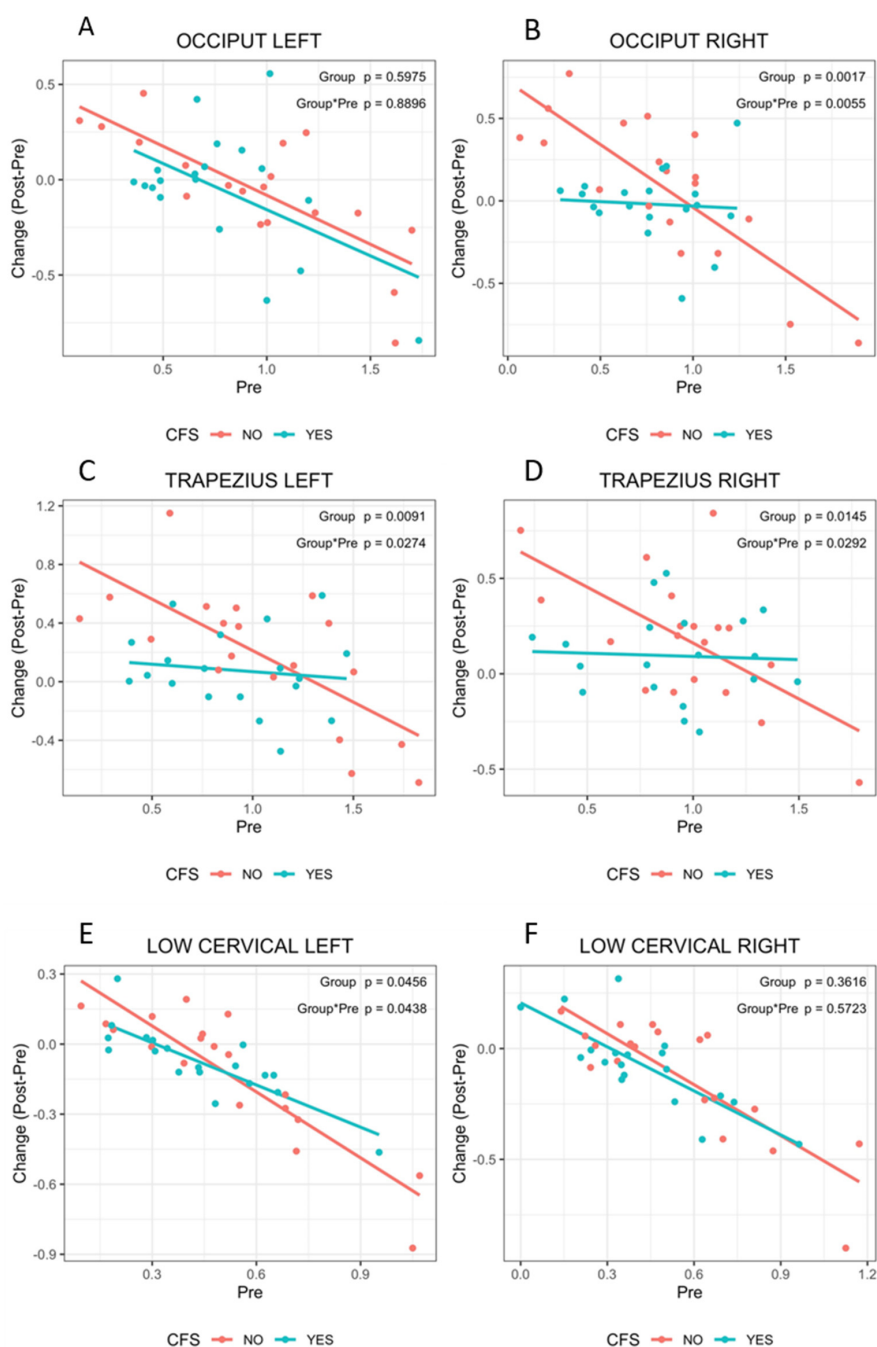 A
OCCIPUT LEFT
Group p = 0.5975
Group*Pre p = 0.8896
0.5
0.0
-0.5
Change (Post-Pre)
0.5
1.0
1.5
Pre
CFS NO YES
B
OCCIPUT RIGHT
Group p = 0.0017
Group*Pre p = 0.0055
0.5
0.0
-0.5
Change (Post-Pre)
0.0
0.5
1.0
1.5
Pre
CFS NO YES
C
TRAPEZIUS LEFT
Group p = 0.0091
Group*Pre p = 0.0274
1.2
0.8
0.4
0.0
-0.4
Change (Post-Pre)
0.5
1.0
1.5
Pre
CFS NO YES
D
TRAPEZIUS RIGHT
Group p = 0.0145
Group*Pre p = 0.0292
0.5
0.0
-0.5
Change (Post-Pre)
0.5
1.0
1.5
Pre
CFS NO YES
E
LOW CERVICAL LEFT
Group p = 0.0456
Group*Pre p = 0.0438
0.3
0.0
-0.3
-0.6
-0.9
Change (Post-Pre)
0.3
0.6
0.9
Pre
CFS NO YES
F
LOW CERVICAL RIGHT
Group p = 0.3616
Group*Pre p = 0.5723
0.0
-0.5
Change (Post-Pre)
0.0
0.3
0.6
0.9
1.2
Pre
CFS NO YES